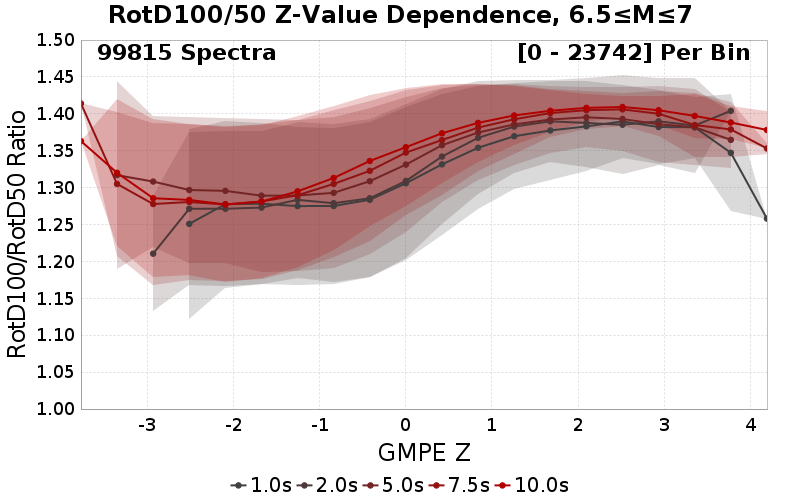 RotD100/50 Z-Value Dependence, 6.5≤M≤7
99815 Spectra
[0 - 23742] Per Bin
RotD100/RotD50 Ratio
1.50
1.45
1.40
1.35
1.30
1.25
1.20
1.15
1.10
1.05
1.00
-3 -2 -1 0 1 2 3 4
GMPE Z
1.0s 2.0s 5.0s 7.5s 10.0s